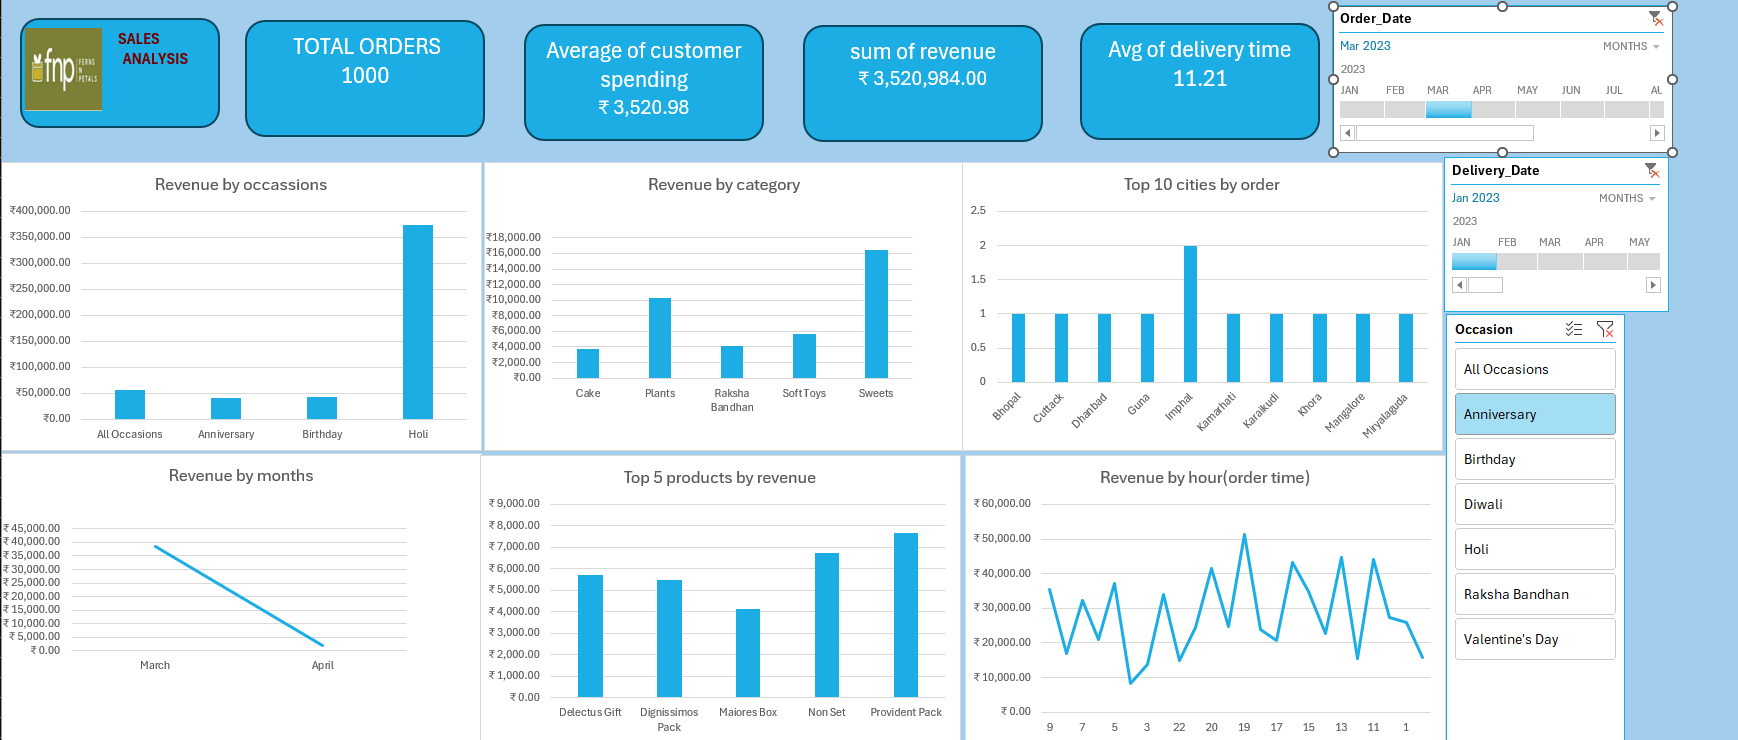 fnp FERNS N PETALS
SALES
ANALYSIS
TOTAL ORDERS
1000
Average of customer
spending
₹ 3,520.98
sum of revenue
₹ 3,520,984.00
Avg of delivery time
11.21
Order_Date
Mar 2023
MONTHS
2023
JAN FEB MAR APR MAY JUN JUL AU
Delivery_Date
Jan 2023
MONTHS
2023
JAN FEB MAR APR MAY
Occasion
All Occasions
Anniversary
Birthday
Diwali
Holi
Raksha Bandhan
Valentine's Day
Revenue by occassions
₹400,000.00
₹350,000.00
₹300,000.00
₹250,000.00
₹200,000.00
₹150,000.00
₹100,000.00
₹50,000.00
₹0.00
All Occasions Anniversary Birthday Holi
Revenue by category
₹18,000.00
₹16,000.00
₹14,000.00
₹12,000.00
₹10,000.00
₹8,000.00
₹6,000.00
₹4,000.00
₹2,000.00
₹0.00
Cake Plants Raksha Bandhan Soft Toys Sweets
Top 10 cities by order
2.5
2
1.5
1
0.5
0
Bhopal Cuttack Dhanbad Guna Imphal Kamarhati Karaikudi Khora Mangalore Miryalaguda
Revenue by months
₹ 45,000.00
₹ 40,000.00
₹ 35,000.00
₹ 30,000.00
₹ 25,000.00
₹ 20,000.00
₹ 15,000.00
₹ 10,000.00
₹ 5,000.00
₹ 0.00
March April
Top 5 products by revenue
₹ 9,000.00
₹ 8,000.00
₹ 7,000.00
₹ 6,000.00
₹ 5,000.00
₹ 4,000.00
₹ 3,000.00
₹ 2,000.00
₹ 1,000.00
₹ 0.00
Delectus Gift Dignissimos Pack Maiores Box Non Set Provident Pack
Revenue by hour(order time)
₹ 60,000.00
₹ 50,000.00
₹ 40,000.00
₹ 30,000.00
₹ 20,000.00
₹ 10,000.00
₹ 0.00
9 7 5 3 22 20 19 17 15 13 11 1